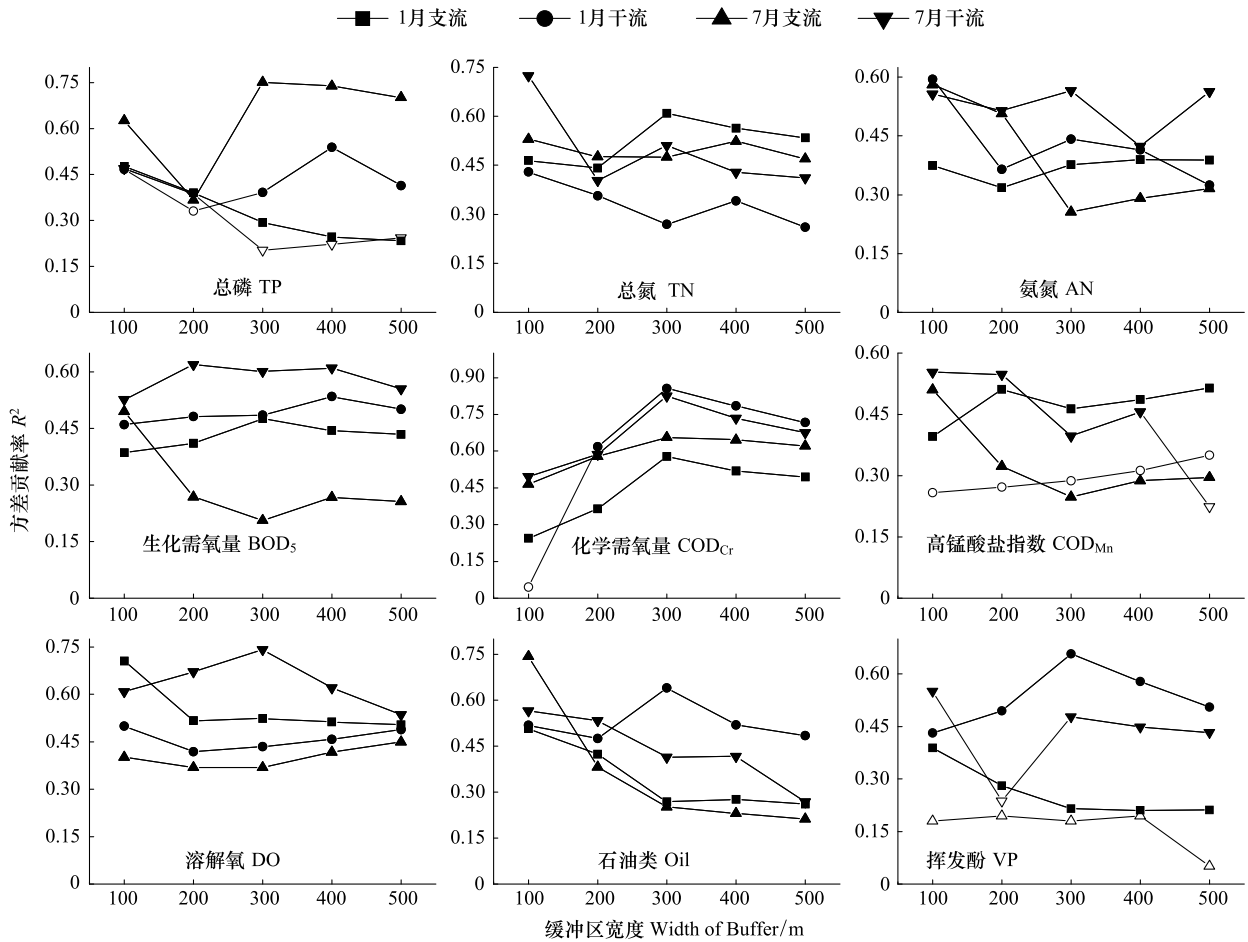 1月支流 1月干流 7月支流 7月干流
0.75
0.60
0.45
0.30
0.15
0
总磷 TP
100 200 300 400 500
0.75
0.60
0.45
0.30
0.15
0
总氮 TN
100 200 300 400 500
0.60
0.45
0.30
0.15
0
氨氮 AN
100 200 300 400 500
方差贡献率 R²
0.60
0.45
0.30
0.15
0
生化需氧量 BOD₅
100 200 300 400 500
0.90
0.75
0.60
0.45
0.30
0.15
0
化学需氧量 CODCr
100 200 300 400 500
0.60
0.45
0.30
0.15
0
高锰酸盐指数 CODMn
100 200 300 400 500
0.75
0.60
0.45
0.30
0.15
0
溶解氧 DO
100 200 300 400 500
0.75
0.60
0.45
0.30
0.15
0
石油类 Oil
100 200 300 400 500
0.60
0.45
0.30
0.15
0
挥发酚 VP
100 200 300 400 500
缓冲区宽度 Width of Buffer/m